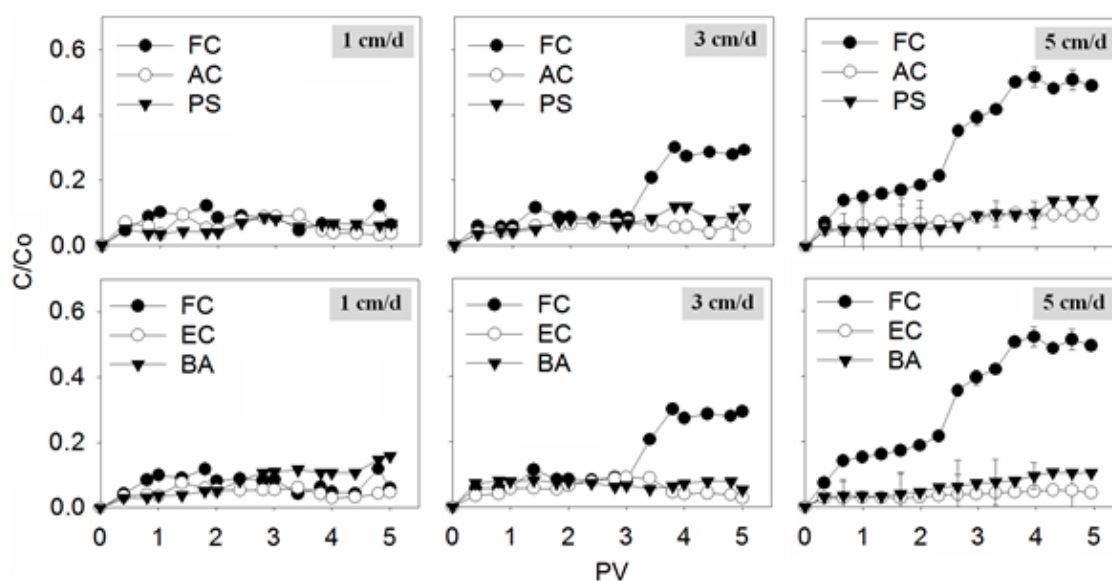 C/Co
0.6
0.4
0.2
0.0
FC
AC
PS
1 cm/d
FC
AC
PS
3 cm/d
FC
AC
PS
5 cm/d
0.6
0.4
0.2
0.0
FC
EC
BA
1 cm/d
FC
EC
BA
3 cm/d
FC
EC
BA
5 cm/d
0 1 2 3 4 5
0 1 2 3 4 5
0 1 2 3 4 5
PV